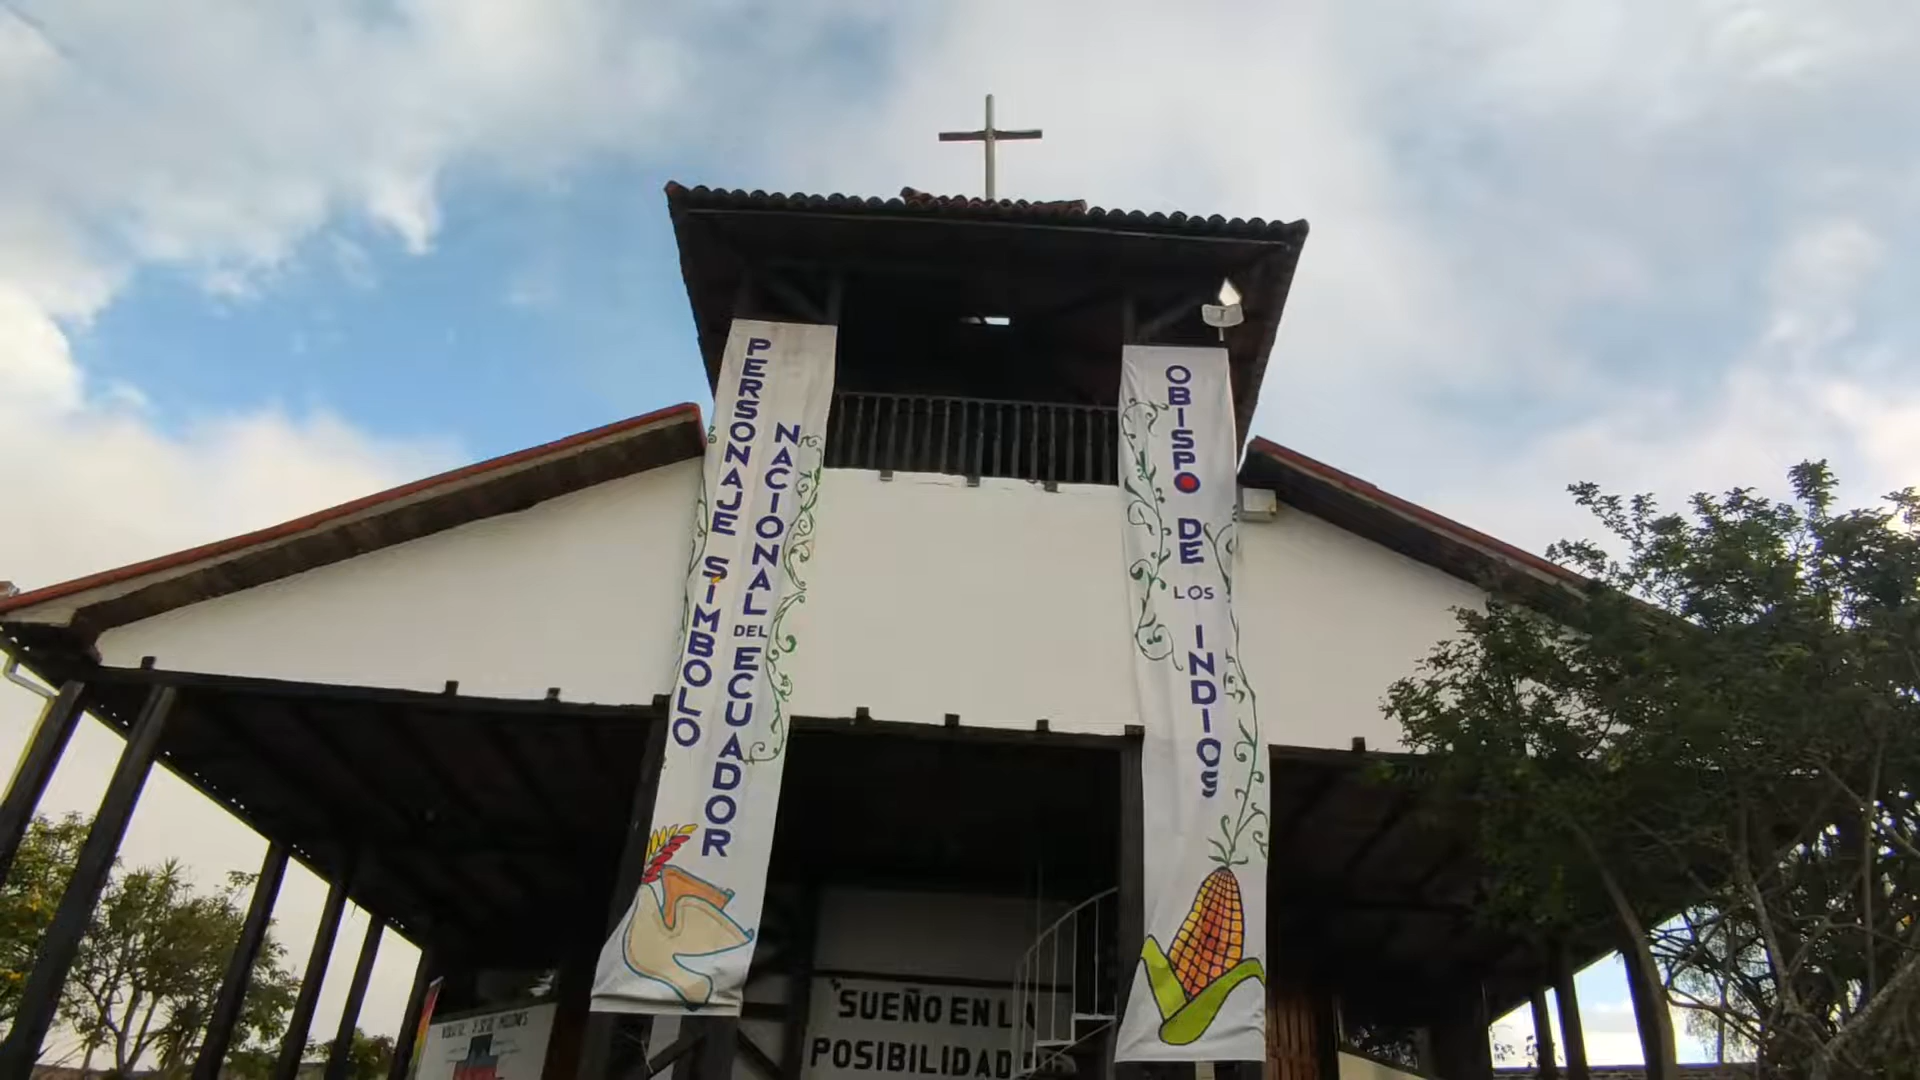 PERSONAJE SÍMBOLO
NACIONAL DEL ECUADOR
OBISPO DE LOS INDIOS
"SUEÑO EN LA
POSIBILIDAD